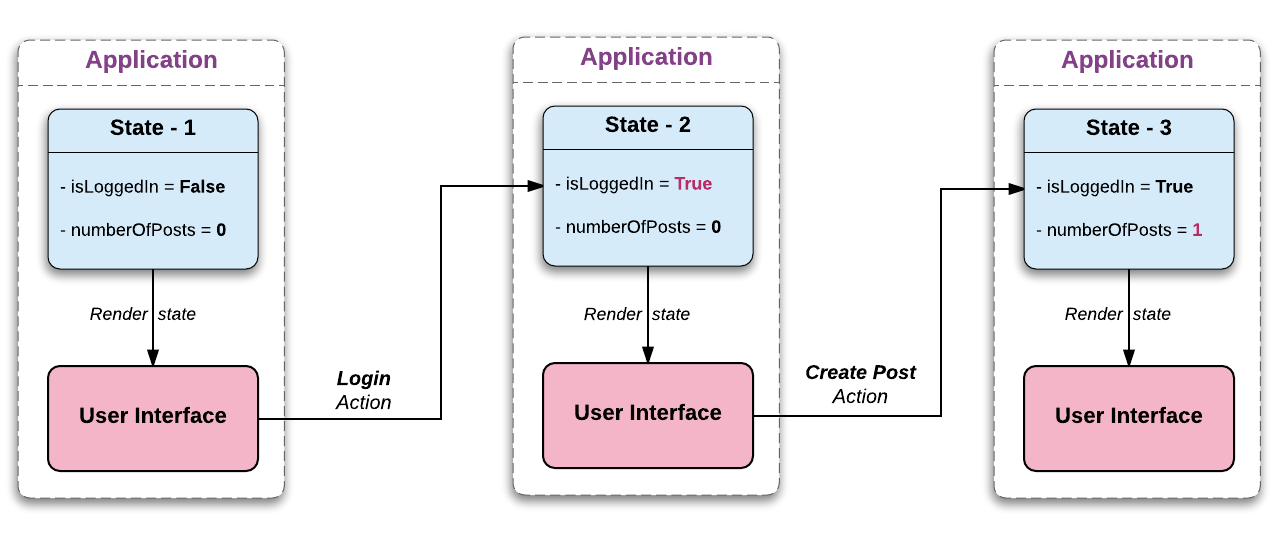 Application
State - 1
- isLoggedIn = False
- numberOfPosts = 0
Render state
User Interface
Login
Action
Application
State - 2
- isLoggedIn = True
- numberOfPosts = 0
Render state
User Interface
Create Post
Action
Application
State - 3
- isLoggedIn = True
- numberOfPosts = 1
Render state
User Interface